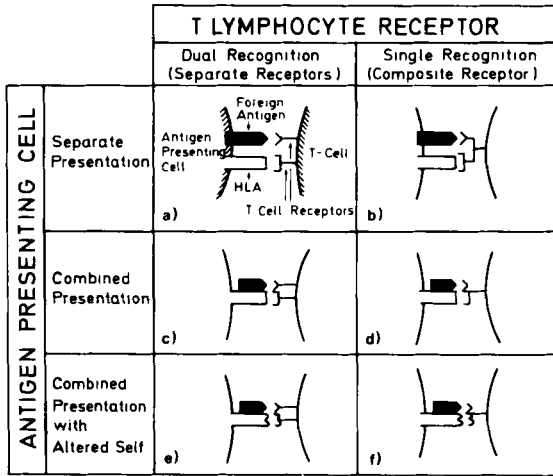 T LYMPHOCYTE RECEPTOR
Dual Recognition
(Separate Receptors)
Single Recognition
(Composite Receptor)
ANTIGEN PRESENTING CELL
Separate
Presentation
Foreign
Antigen
Antigen
Presenting
Cell
T-Cell
HLA
T Cell Receptors
a)
b)
Combined
Presentation
c)
d)
Combined
Presentation
with
Altered Self
e)
f)